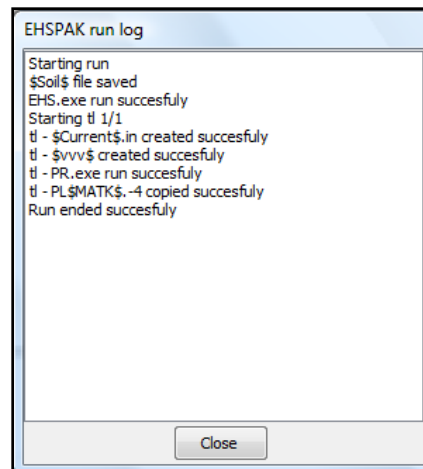 EHSPAK run log
Starting run
$Soil$ file saved
EHS.exe run succesfuly
Starting tl 1/1
tl - $Current$.in created succesfuly
tl - $vvv$ created succesfuly
tl - PR.exe run succesfuly
tl - PL$MATK$.-4 copied succesfuly
Run ended succesfuly
Close